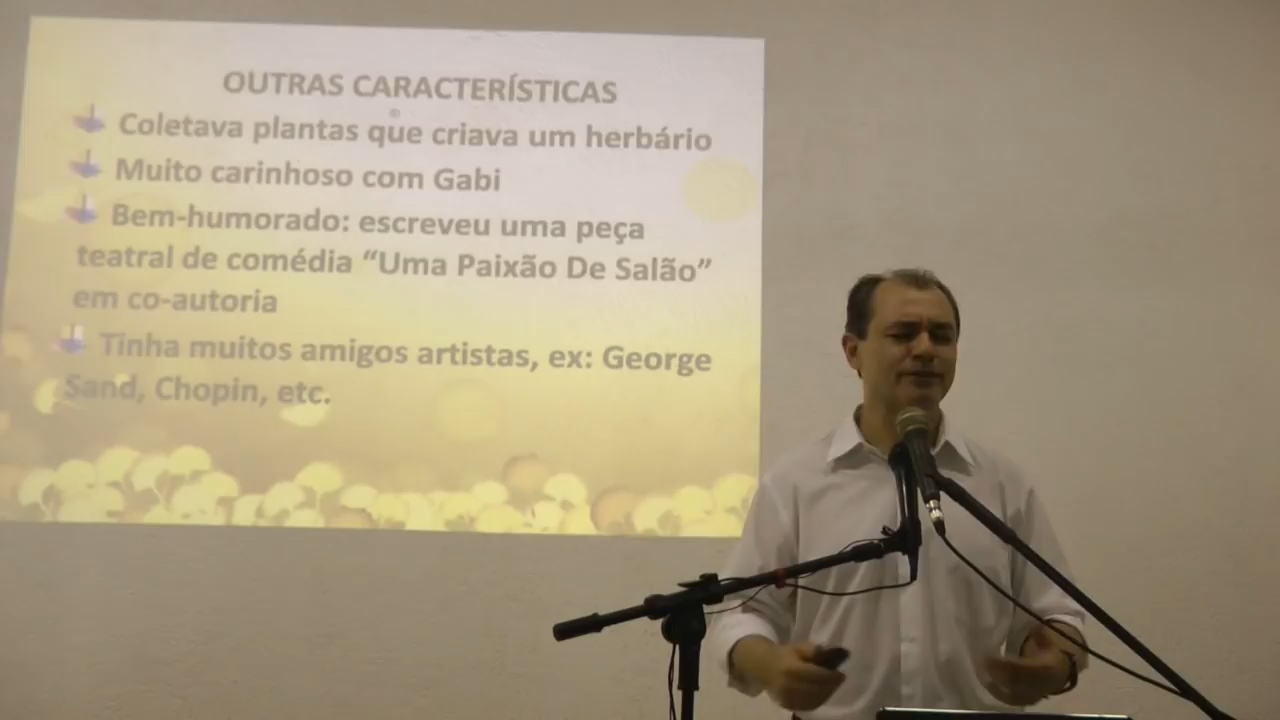 OUTRAS CARACTERÍSTICAS
Coletava plantas que criava um herbário
Muito carinhoso com Gabi
Bem-humorado: escreveu uma peça
teatral de comédia “Uma Paixão De Salão”
em co-autoria
Tinha muitos amigos artistas, ex: George
Sand, Chopin, etc.